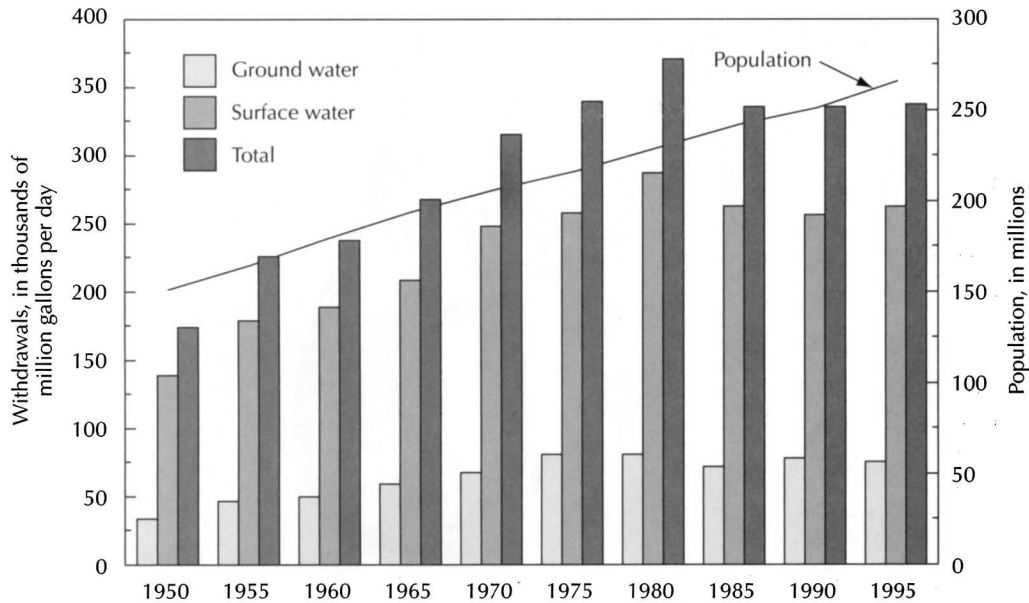 400
350
300
250
200
150
100
50
0
Withdrawals, in thousands of
million gallons per day
Ground water
Surface water
Total
Population
300
250
200
150
100
50
0
Population, in millions
1950 1955 1960 1965 1970 1975 1980 1985 1990 1995